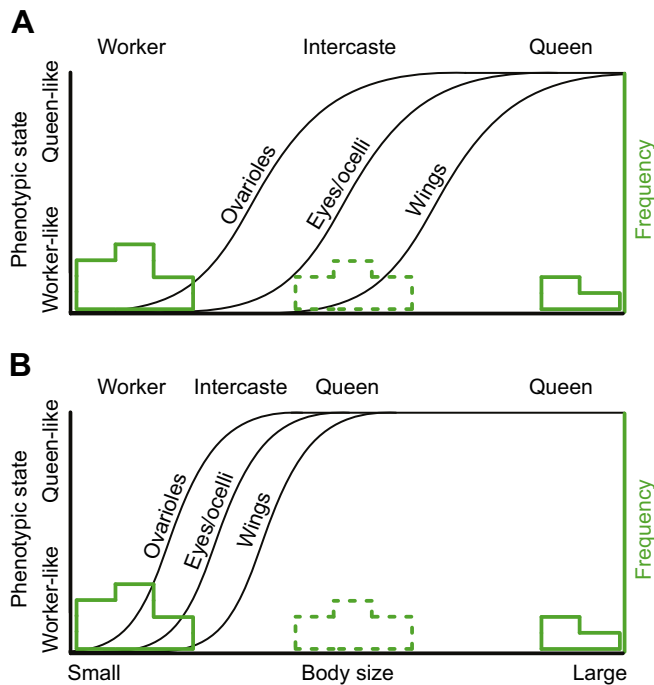 A
Worker Intercaste Queen
Queen-like
Worker-like
Phenotypic state
Ovarioles
Eyes/ocelli
Wings
Frequency
B
Worker Intercaste Queen Queen
Queen-like
Worker-like
Phenotypic state
Ovarioles
Eyes/ocelli
Wings
Frequency
Small Body size Large